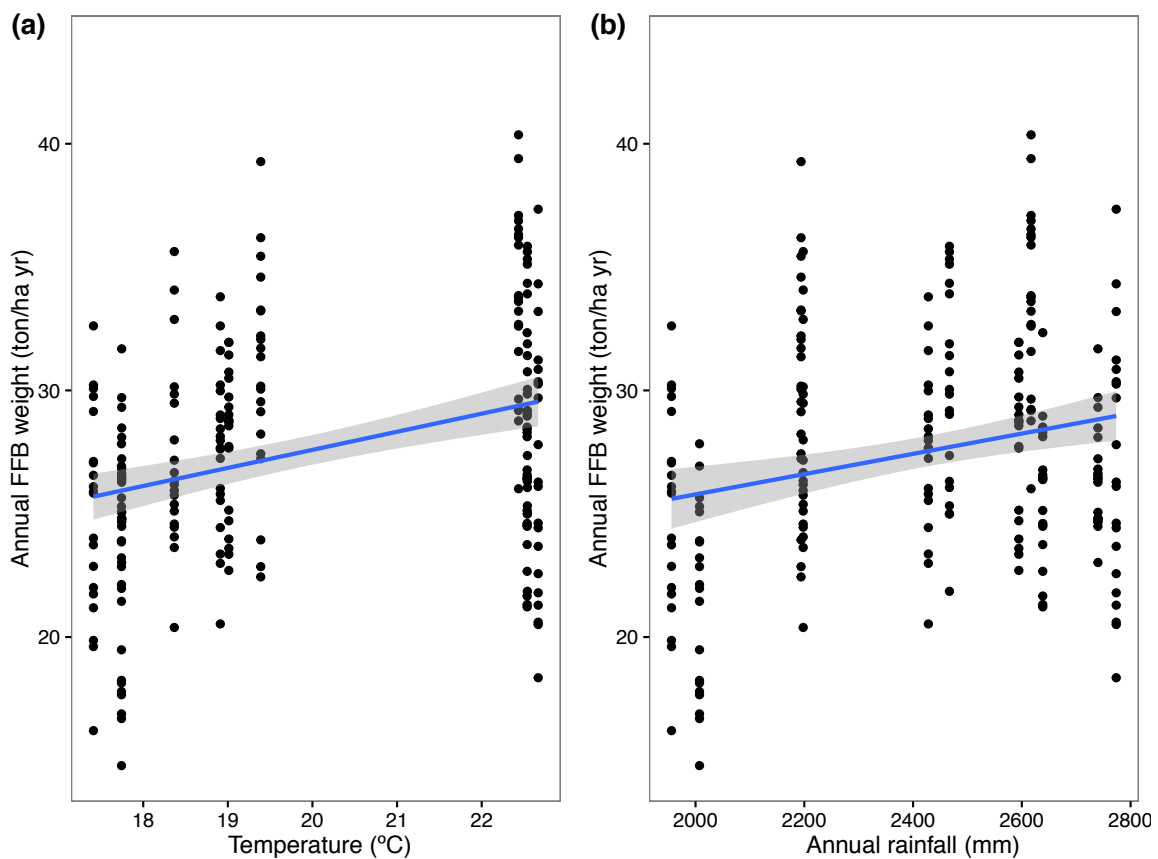 (a)
(b)
Annual FFB weight (ton/ha yr)
40
30
20
18
19
20
21
22
Temperature (ºC)
Annual FFB weight (ton/ha yr)
40
30
20
2000
2200
2400
2600
2800
Annual rainfall (mm)